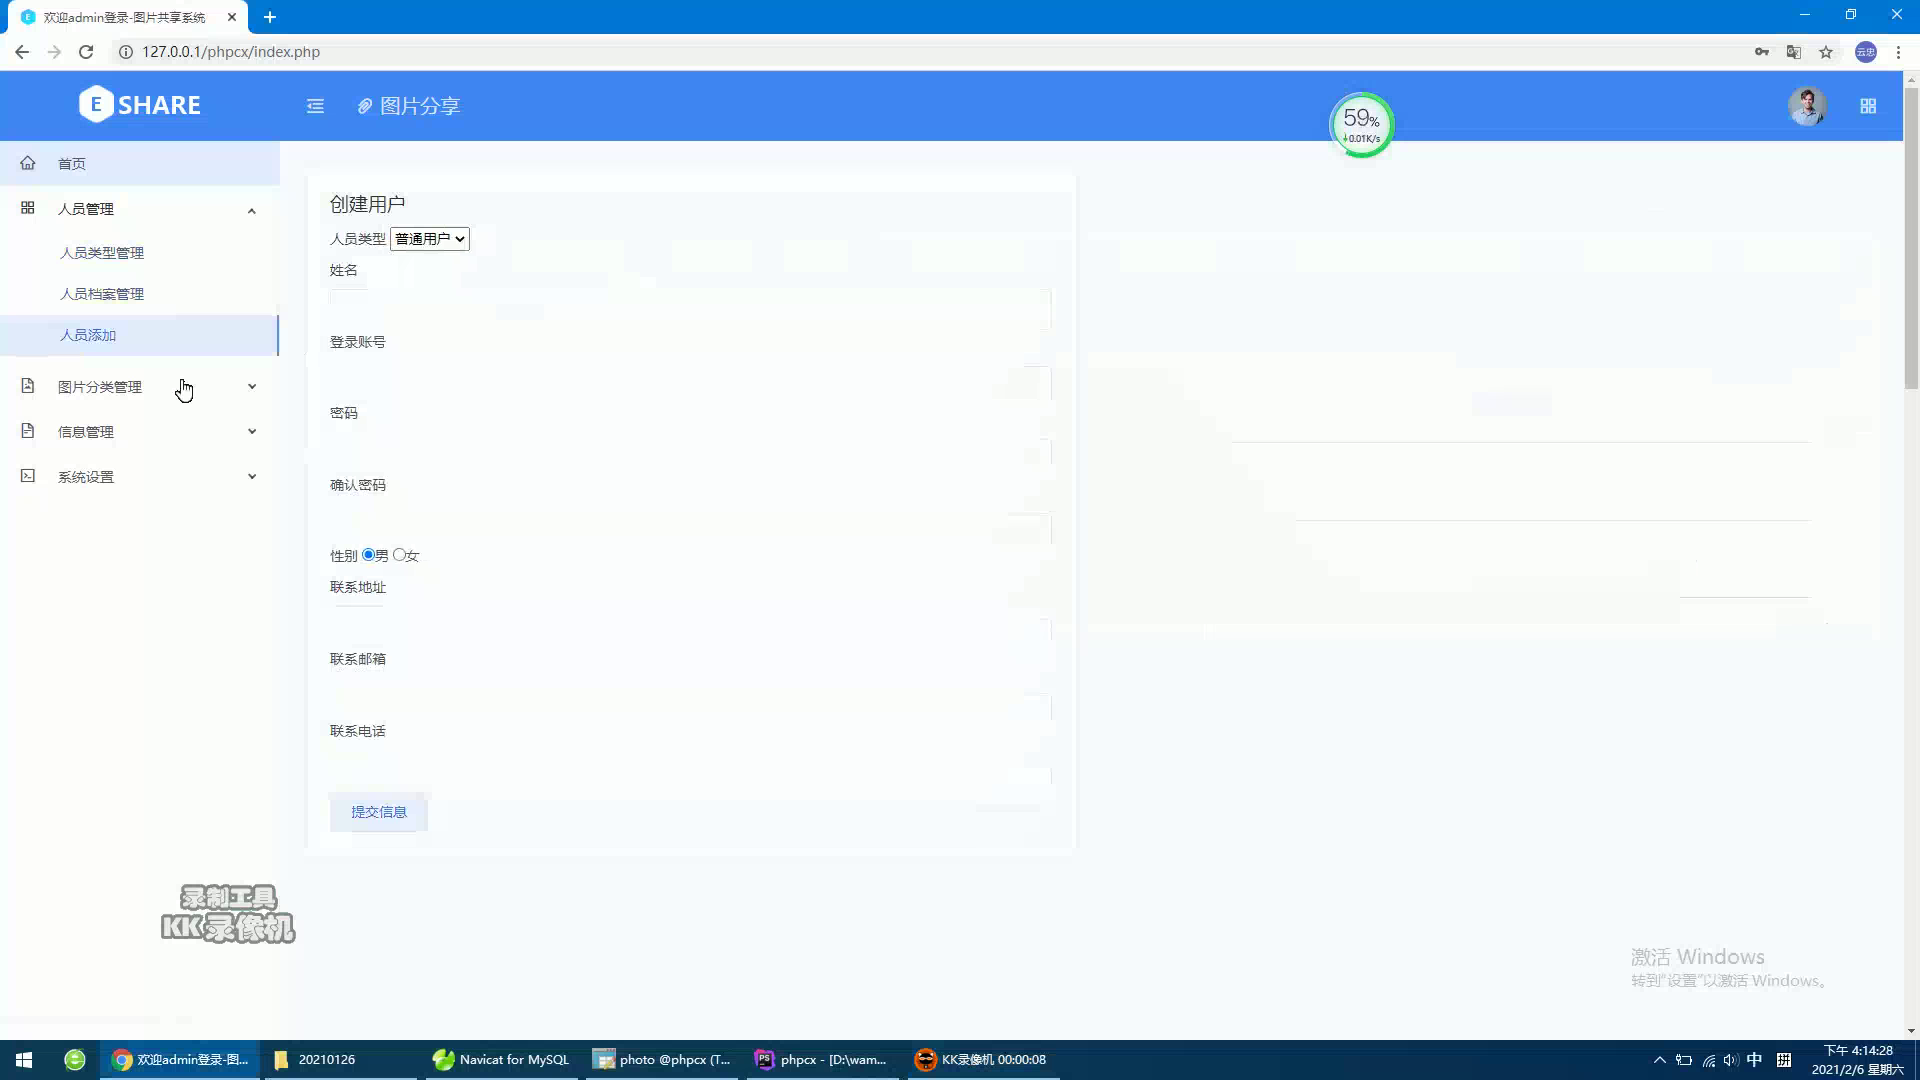 欢迎admin登录-图片共享系统
127.0.0.1/phpcx/index.php
云忠
E SHARE
图片分享
59%
0.01K/s
首页
人员管理
人员类型管理
人员档案管理
人员添加
图片分类管理
信息管理
系统设置
创建用户
人员类型 普通用户
姓名
登录账号
密码
确认密码
性别 男 女
联系地址
联系邮箱
联系电话
提交信息
录制工具
KK录像机
激活 Windows
转到"设置"以激活 Windows。
欢迎admin登录-图...
20210126
Navicat for MySQL
photo @phpcx (T...
phpcx - [D:\wam...
KK录像机 00:00:08
中
拼
下午 4:14:28
2021/2/6 星期六